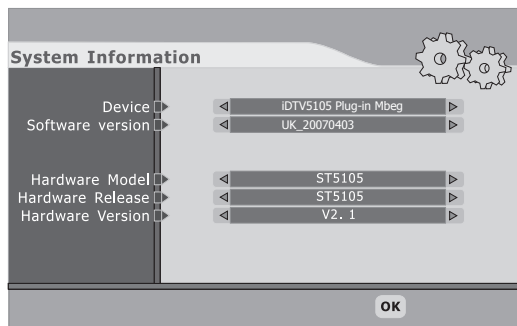 System Information
Device iDTV5105 Plug-in Mbeg
Software version UK_20070403
Hardware Model ST5105
Hardware Release ST5105
Hardware Version V2. 1
OK